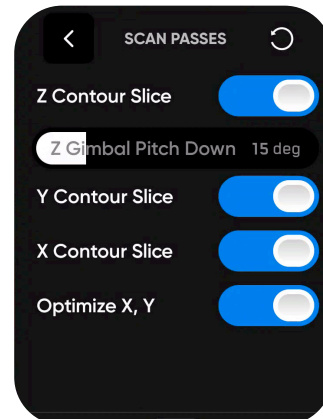 SCAN PASSES
Z Contour Slice
Z Gimbal Pitch Down 15 deg
Y Contour Slice
X Contour Slice
Optimize X, Y